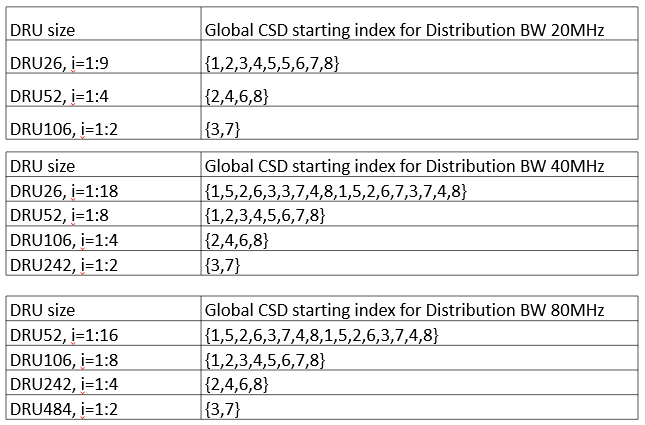 DRU size Global CSD starting index for Distribution BW 20MHz
DRU26, i=1:9 {1,2,3,4,5,5,6,7,8}
DRU52, i=1:4 {2,4,6,8}
DRU106, i=1:2 {3,7}
DRU size Global CSD starting index for Distribution BW 40MHz
DRU26, i=1:18 {1,5,2,6,3,3,7,4,8,1,5,2,6,7,3,7,4,8}
DRU52, i=1:8 {1,2,3,4,5,6,7,8}
DRU106, i=1:4 {2,4,6,8}
DRU242, i=1:2 {3,7}
DRU size Global CSD starting index for Distribution BW 80MHz
DRU52, i=1:16 {1,5,2,6,3,7,4,8,1,5,2,6,3,7,4,8}
DRU106, i=1:8 {1,2,3,4,5,6,7,8}
DRU242, i=1:4 {2,4,6,8}
DRU484, i=1:2 {3,7}